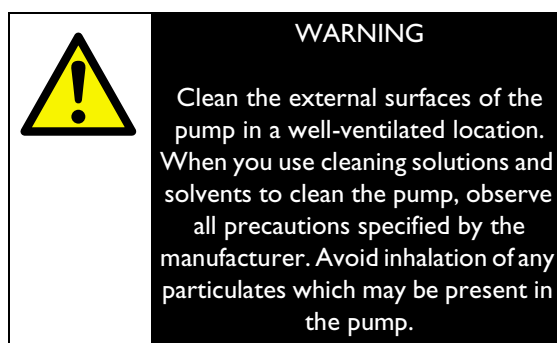 WARNING
Clean the external surfaces of the
pump in a well-ventilated location.
When you use cleaning solutions and
solvents to clean the pump, observe
all precautions specified by the
manufacturer. Avoid inhalation of any
particulates which may be present in
the pump.